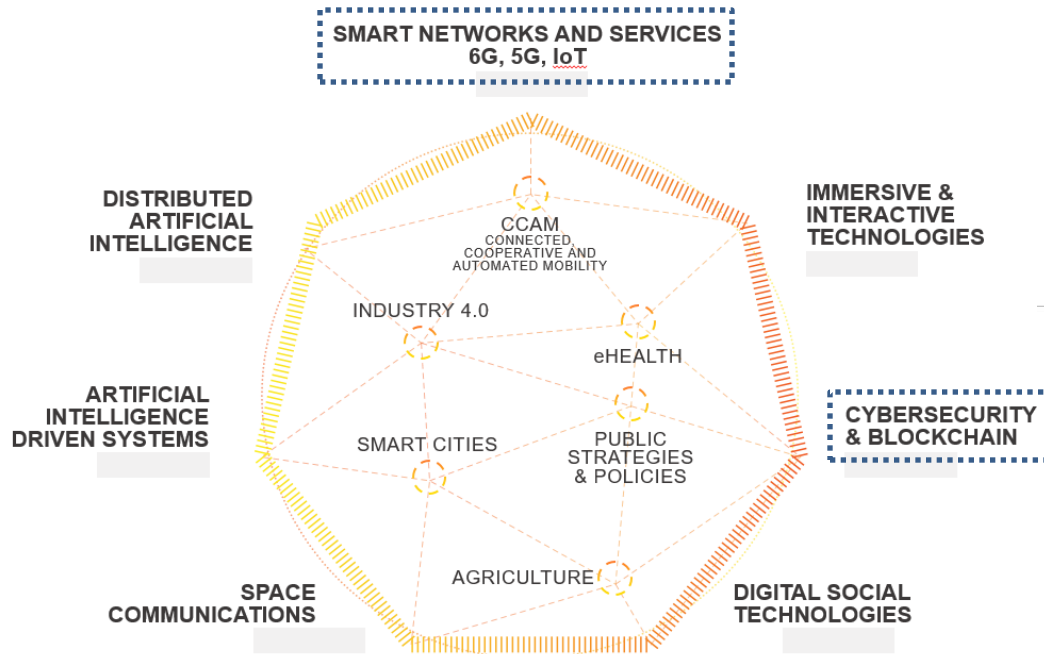 SMART NETWORKS AND SERVICES
6G, 5G, IoT
DISTRIBUTED
ARTIFICIAL
INTELLIGENCE
IMMERSIVE &
INTERACTIVE
TECHNOLOGIES
CCAM
CONNECTED,
COOPERATIVE AND
AUTOMATED MOBILITY
INDUSTRY 4.0
eHEALTH
ARTIFICIAL
INTELLIGENCE
DRIVEN SYSTEMS
CYBERSECURITY
& BLOCKCHAIN
SMART CITIES
PUBLIC
STRATEGIES
& POLICIES
AGRICULTURE
SPACE
COMMUNICATIONS
DIGITAL SOCIAL
TECHNOLOGIES